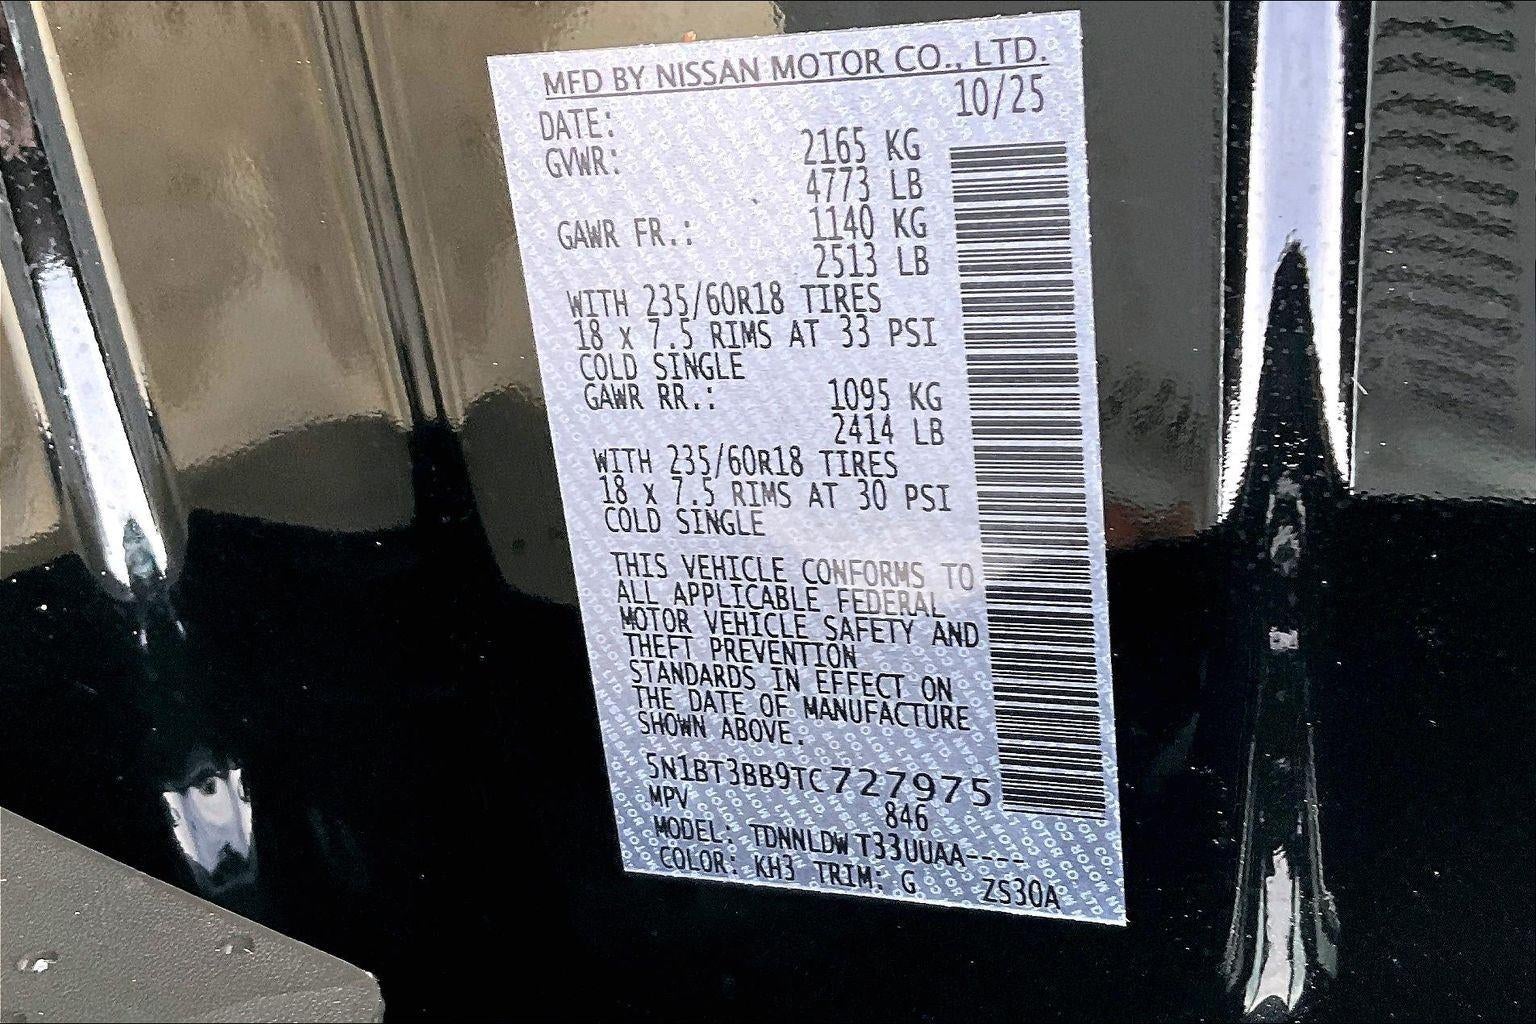 MFD BY NISSAN MOTOR CO., LTD.
DATE: 10/25
GVWR: 2165 KG
4773 LB
GAWR FR.: 1140 KG
2513 LB
WITH 235/60R18 TIRES
18 x 7.5 RIMS AT 33 PSI
COLD SINGLE
GAWR RR.: 1095 KG
2414 LB
WITH 235/60R18 TIRES
18 x 7.5 RIMS AT 30 PSI
COLD SINGLE
THIS VEHICLE CONFORMS TO
ALL APPLICABLE FEDERAL
MOTOR VEHICLE SAFETY AND
THEFT PREVENTION
STANDARDS IN EFFECT ON
THE DATE OF MANUFACTURE
SHOWN ABOVE.
5N1BT3BB9TC727975
MPV 846
MODEL: TDNNLDW T33UUAA----
COLOR: KH3 TRIM: G ZS30A